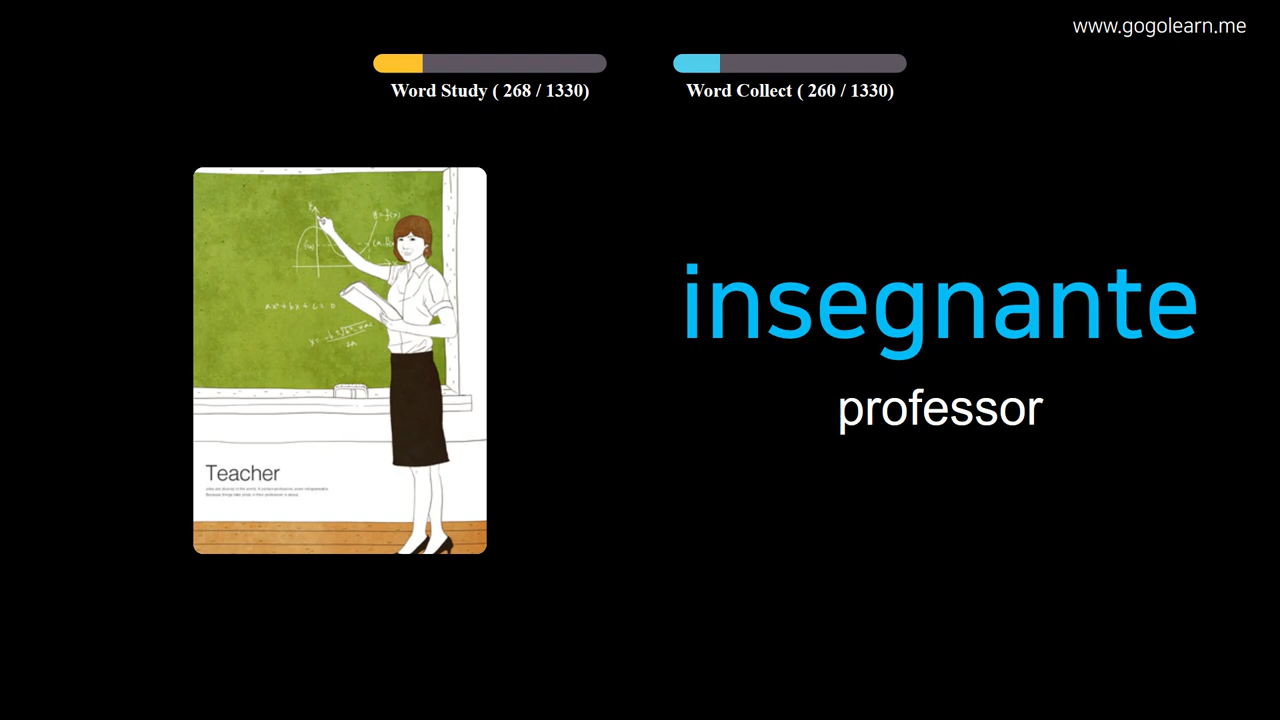 www.gogolearn.me
Word Study ( 268 / 1330)
Word Collect ( 260 / 1330)
insegnante
professor
Teacher